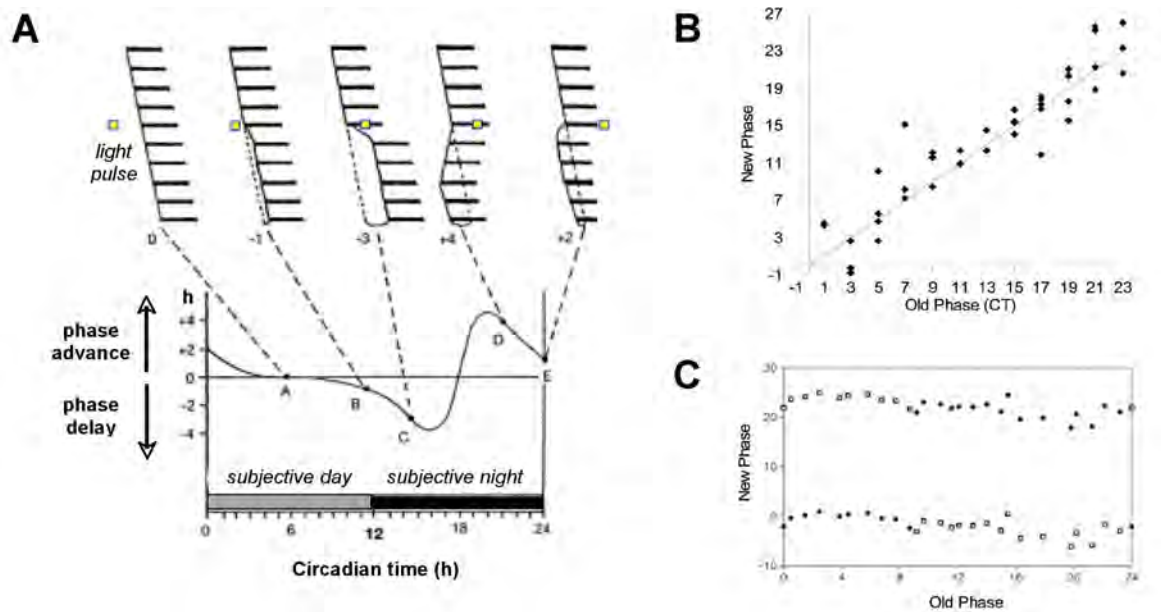 A
light
pulse
0
-1
-3
+4
+2
h
phase
advance
phase
delay
+4
+2
0
-2
-4
A
B
C
D
E
subjective day
subjective night
0
6
12
18
24
Circadian time (h)
B
New Phase
27
23
19
15
11
7
3
-1
-1 1 3 5 7 9 11 13 15 17 19 21 23
Old Phase (CT)
C
New Phase
30
20
10
0
-10
0 4 8 12 16 20 24
Old Phase